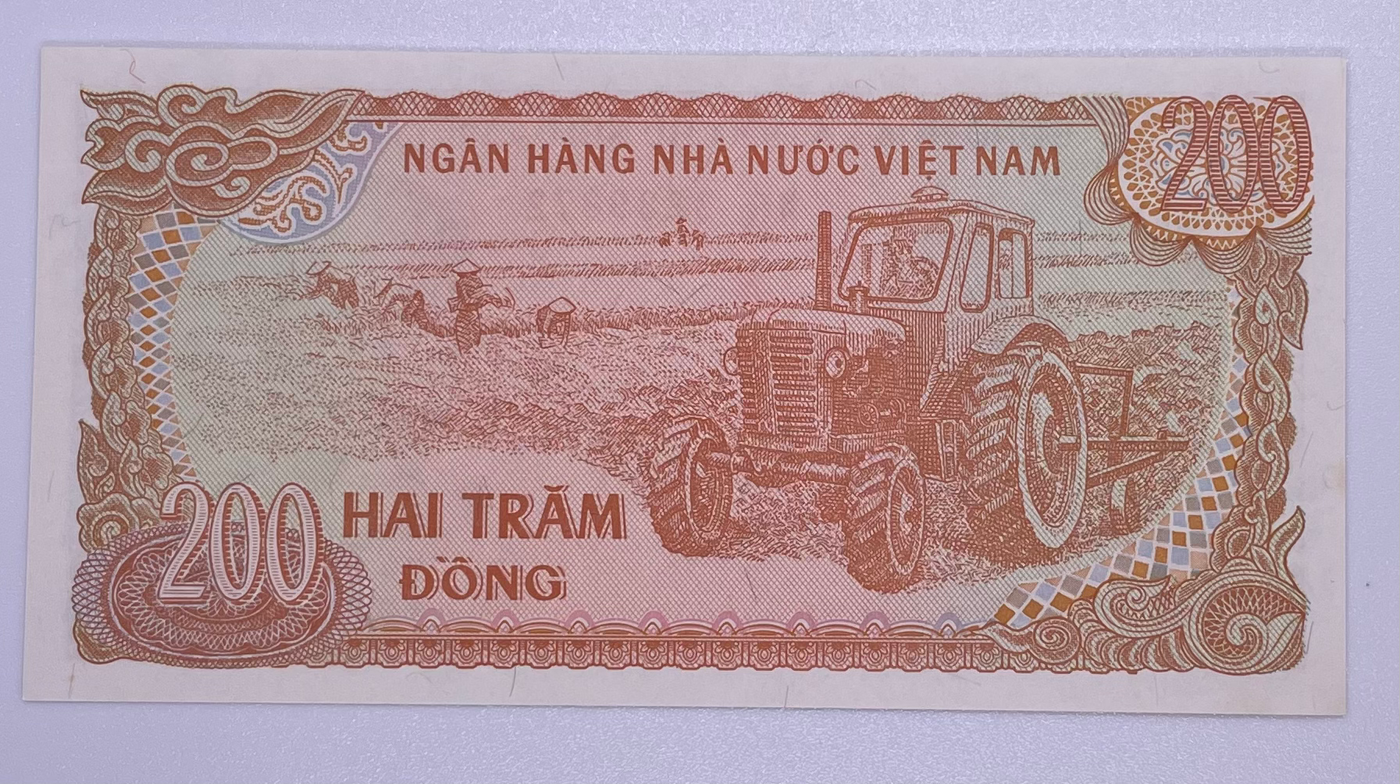 NGÂN HÀNG NHÀ NƯỚC VIỆT NAM
200
200
HAI TRĂM
ĐỒNG